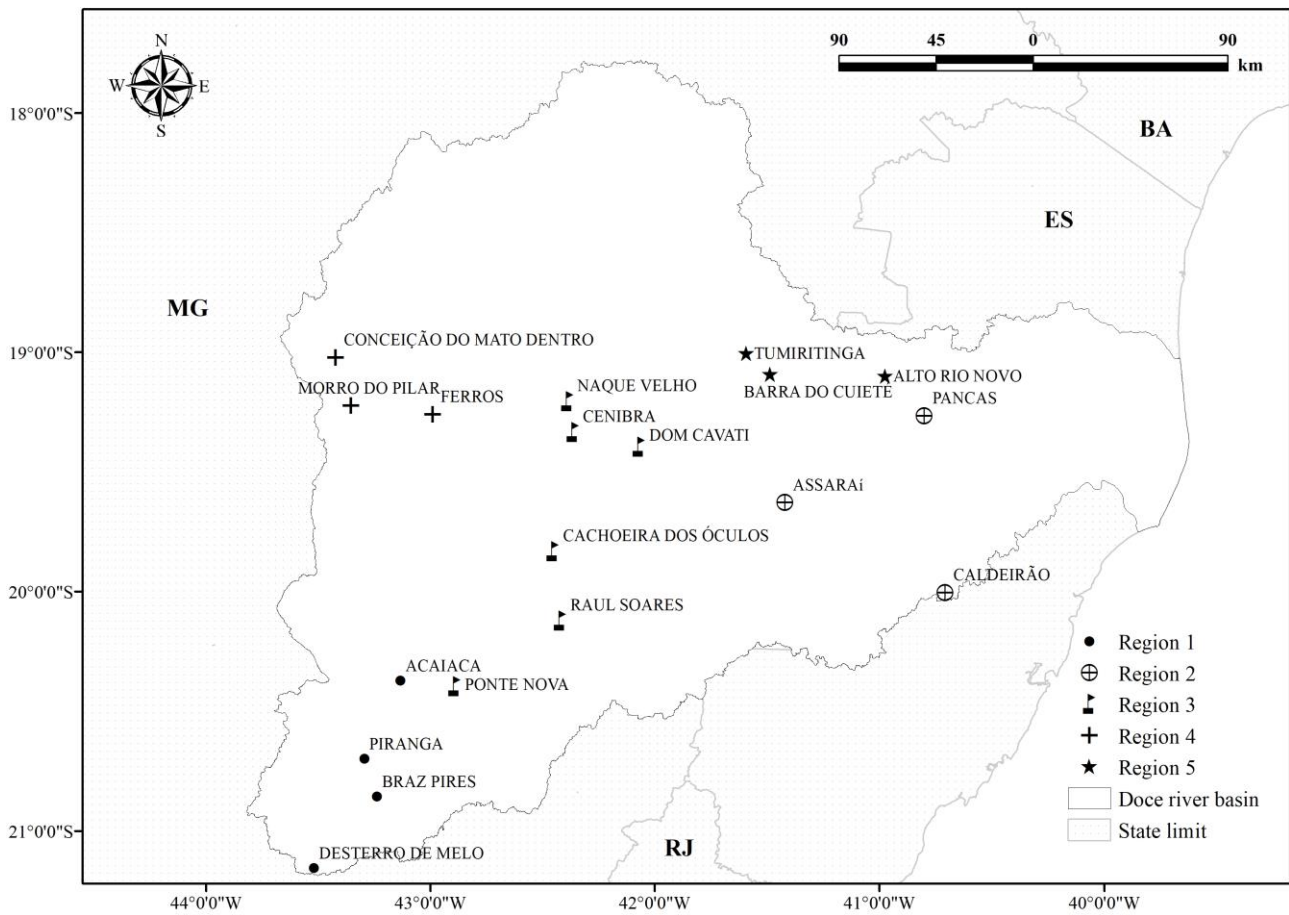 N
W E
S
90 45 0 90
km
18°0'0"S
BA
ES
MG
CONCEIÇÃO DO MATO DENTRO
19°0'0"S
TUMIRITINGA
MORRO DO PILAR
FERROS
NAQUE VELHO
BARRA DO CUIETÉ
ALTO RIO NOVO
PANCAS
CENIBRA
DOM CAVATI
ASSARAí
CACHOEIRA DOS ÓCULOS
CALDEIRÃO
20°0'0"S
RAUL SOARES
ACAIACA
PONTE NOVA
PIRANGA
BRAZ PIRES
21°0'0"S
DESTERRO DE MELO
RJ
Region 1
Region 2
Region 3
Region 4
Region 5
Doce river basin
State limit
44°0'0"W 43°0'0"W 42°0'0"W 41°0'0"W 40°0'0"W